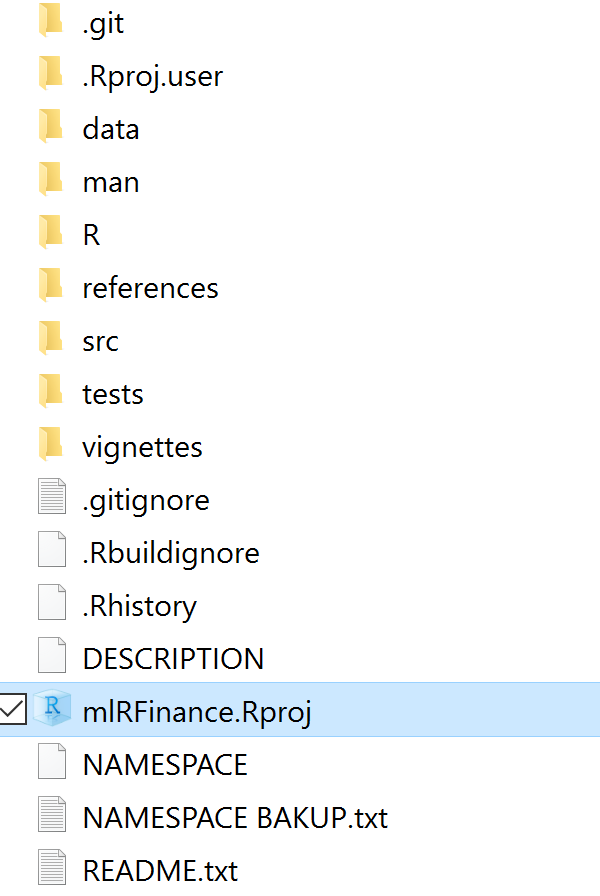 .git
.Rproj.user
data
man
R
references
src
tests
vignettes
.gitignore
.Rbuildignore
.Rhistory
DESCRIPTION
mlRFinance.Rproj
NAMESPACE
NAMESPACE BAKUP.txt
README.txt